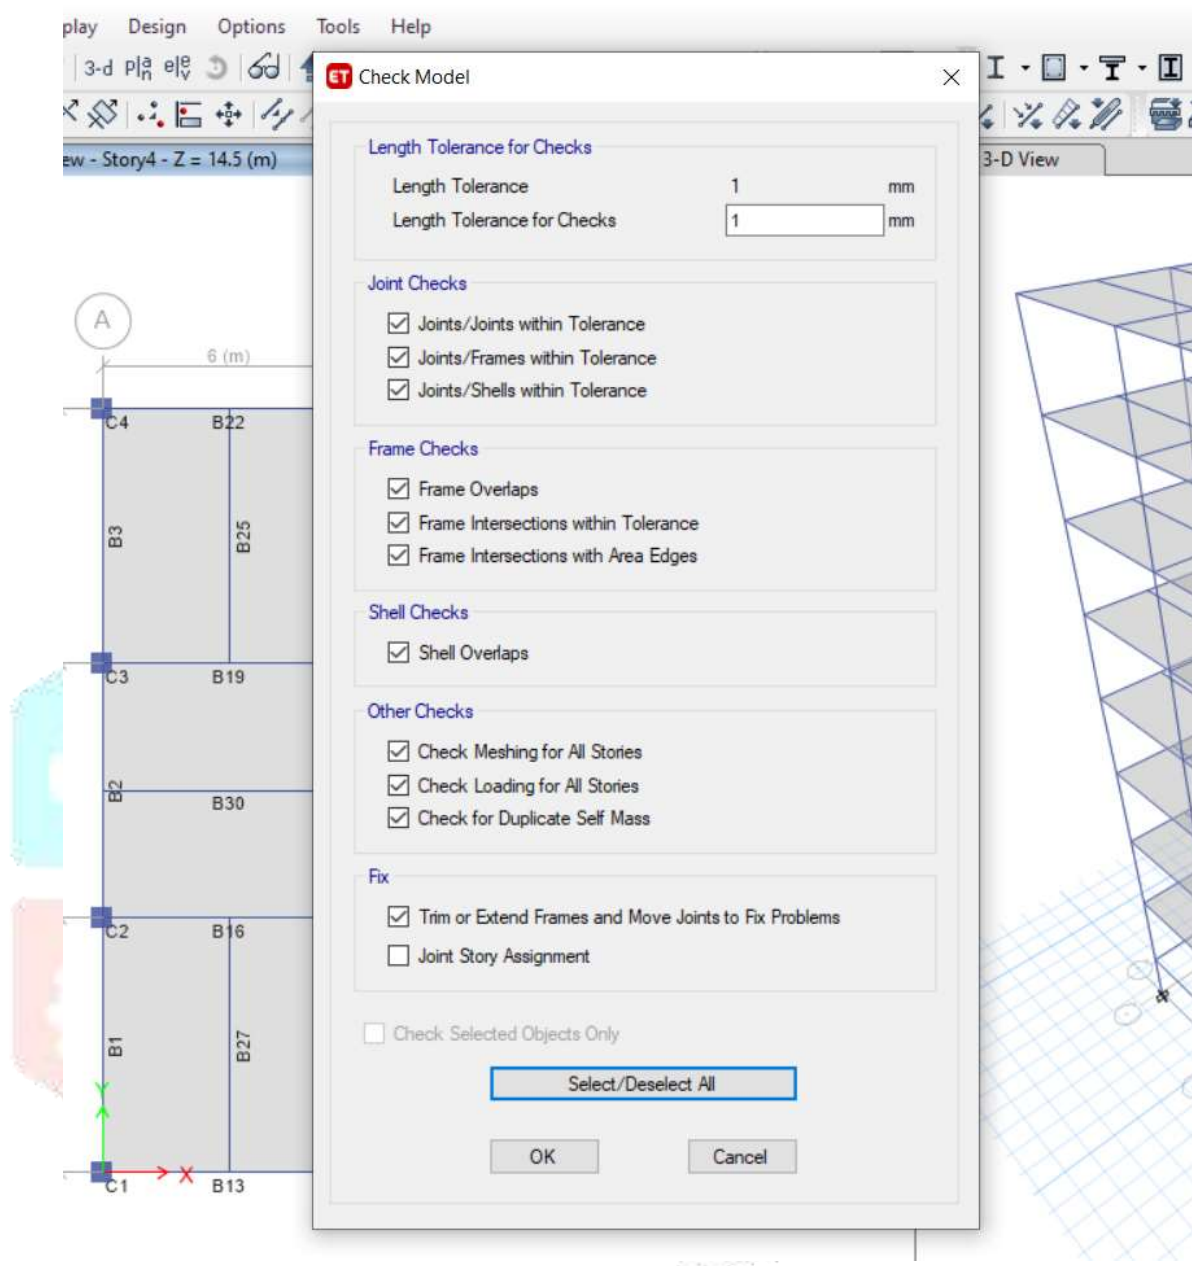 play Design Options Tools Help
3-d pl|a n el|e v
ET Check Model
ew - Story4 - Z = 14.5 (m)
3-D View
Length Tolerance for Checks
Length Tolerance 1 mm
Length Tolerance for Checks 1 mm
Joint Checks
Joints/Joints within Tolerance
Joints/Frames within Tolerance
Joints/Shells within Tolerance
Frame Checks
Frame Overlaps
Frame Intersections within Tolerance
Frame Intersections with Area Edges
Shell Checks
Shell Overlaps
Other Checks
Check Meshing for All Stories
Check Loading for All Stories
Check for Duplicate Self Mass
Fix
Trim or Extend Frames and Move Joints to Fix Problems
Joint Story Assignment
Check Selected Objects Only
Select/Deselect All
OK Cancel
A
6 (m)
C4 B22
B3 B25
C3 B19
B2 B30
C2 B16
B1 B27
Y
X
C1 B13